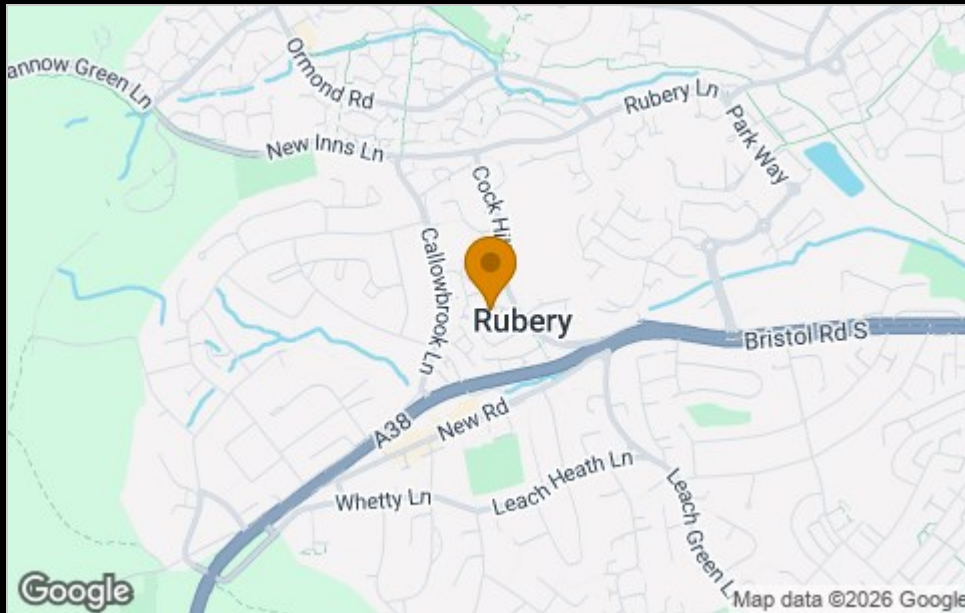 annow Green Ln
Ormond Rd
Rubery Ln
New Inns Ln
Park Way
Cock Hil
Callowbrook Ln
Rubery
Bristol Rd S
A38
New Rd
Whetty Ln
Leach Heath Ln
Leach Green L
Google
Map data ©2026 Google